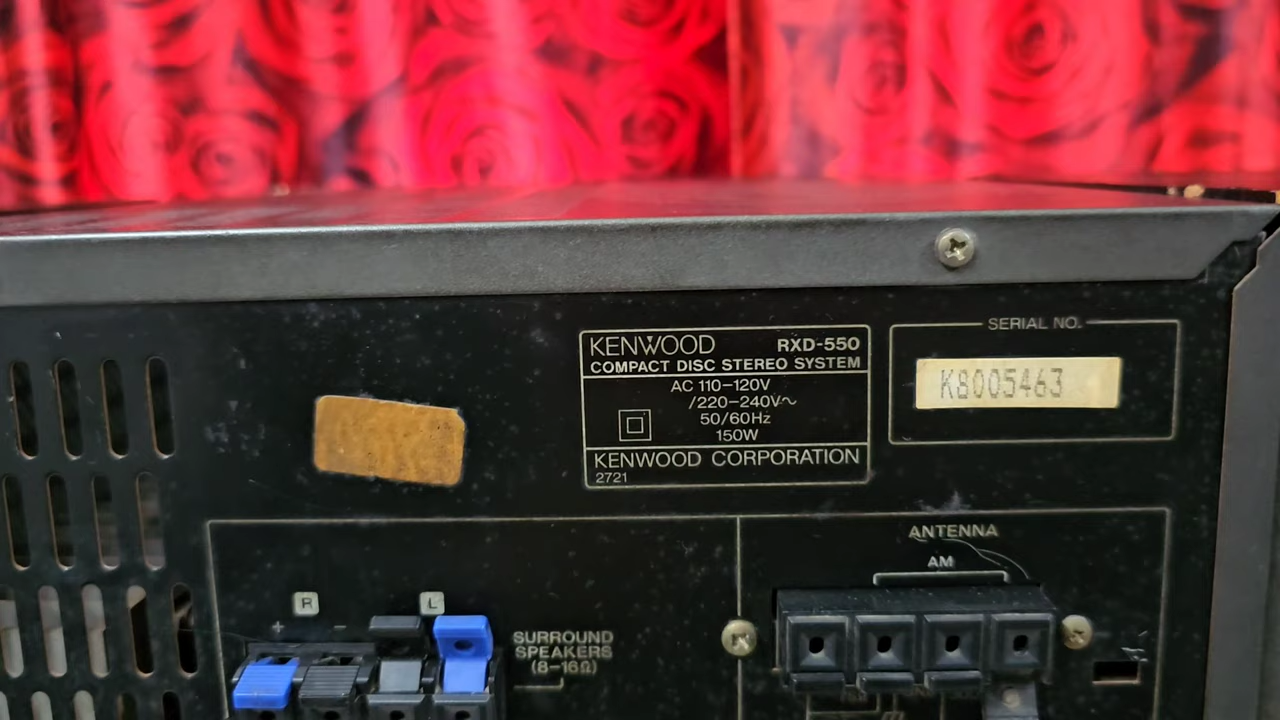 KENWOOD RXD-550
COMPACT DISC STEREO SYSTEM
AC 110-120V
/220-240V~
50/60Hz
150W
KENWOOD CORPORATION
2721
SERIAL NO.
K8005463
R
L
+ -
SURROUND
SPEAKERS
(8-16Ω)
ANTENNA
AM